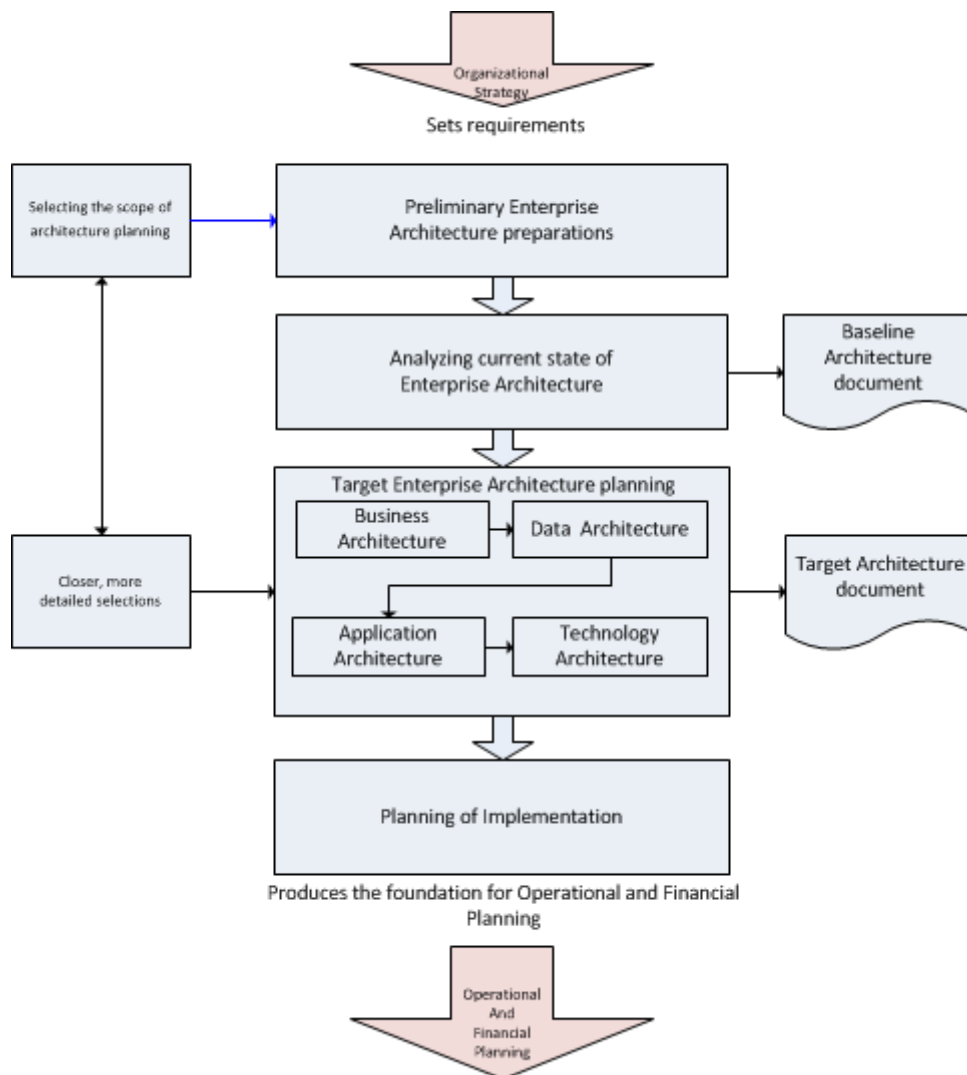 Organizational
Strategy
Sets requirements
Selecting the scope of
architecture planning
Preliminary Enterprise
Architecture preparations
Analyzing current state of
Enterprise Architecture
Baseline
Architecture
document
Target Enterprise Architecture planning
Business
Architecture
Data Architecture
Closer, more
detailed selections
Application
Architecture
Technology
Architecture
Target Architecture
document
Planning of Implementation
Produces the foundation for Operational and Financial
Planning
Operational
And
Financial
Planning